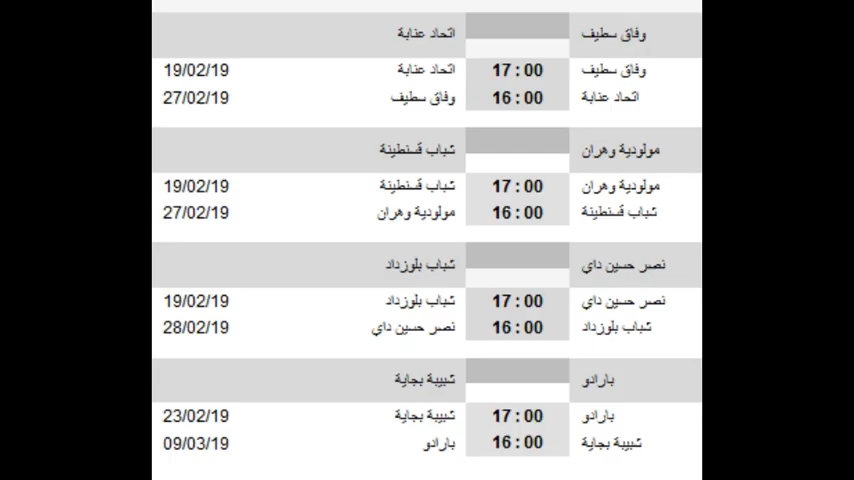 وفاق سطيف اتحاد عنابة
وفاق سطيف 17 : 00 اتحاد عنابة 19/02/19
اتحاد عنابة 16 : 00 وفاق سطيف 27/02/19
مولودية وهران شباب قسنطينة
مولودية وهران 17 : 00 شباب قسنطينة 19/02/19
شباب قسنطينة 16 : 00 مولودية وهران 27/02/19
نصر حسين داي شباب بلوزداد
نصر حسين داي 17 : 00 شباب بلوزداد 19/02/19
شباب بلوزداد 16 : 00 نصر حسين داي 28/02/19
بارادو شبيبة بجاية
بارادو 17 : 00 شبيبة بجاية 23/02/19
شبيبة بجاية 16 : 00 بارادو 09/03/19